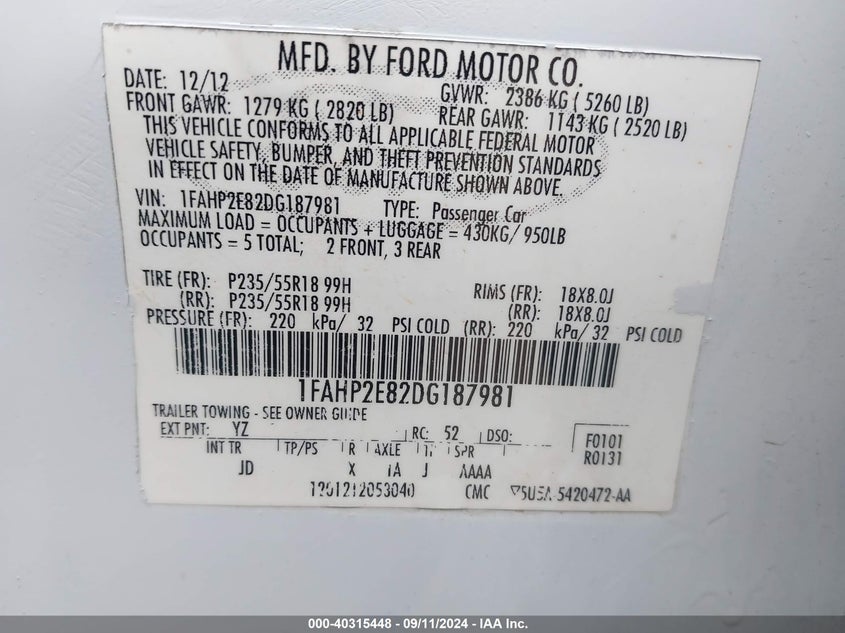 MFD. BY FORD MOTOR CO.
DATE: 12/12 GVWR: 2386 KG ( 5260 LB)
FRONT GAWR: 1279 KG ( 2820 LB) REAR GAWR: 1143 KG ( 2520 LB)
THIS VEHICLE CONFORMS TO ALL APPLICABLE FEDERAL MOTOR
VEHICLE SAFETY, BUMPER, AND THEFT PREVENTION STANDARDS
IN EFFECT ON THE DATE OF MANUFACTURE SHOWN ABOVE.
VIN: 1FAHP2E82DG187981 TYPE: Passenger Car
MAXIMUM LOAD = OCCUPANTS + LUGGAGE = 430KG/ 950LB
OCCUPANTS = 5 TOTAL; 2 FRONT, 3 REAR
TIRE (FR): P235/55R18 99H RIMS (FR): 18X8.0J
(RR): P235/55R18 99H (RR): 18X8.0J
PRESSURE (FR): 220 kPa/ 32 PSI COLD (RR): 220 kPa/ 32 PSI COLD
1FAHP2E82DG187981
TRAILER TOWING - SEE OWNER GUIDE
EXT PNT: YZ RC: 52 DSO: F0101
INT TR TP/PS R AXLE SPR R0131
JD X J AAAA
1201212053040 CMC 5U5A-5420472-AA
000-40315448 - 09/11/2024 - IAA Inc.